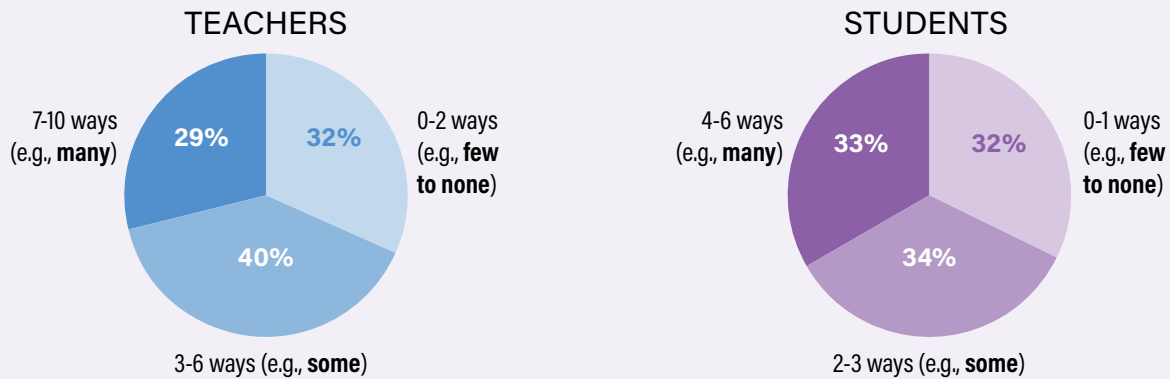 TEACHERS
7-10 ways
(e.g., many)
29%
32%
0-2 ways
(e.g., few
to none)
40%
3-6 ways (e.g., some)
STUDENTS
4-6 ways
(e.g., many)
33%
32%
0-1 ways
(e.g., few
to none)
34%
2-3 ways (e.g., some)